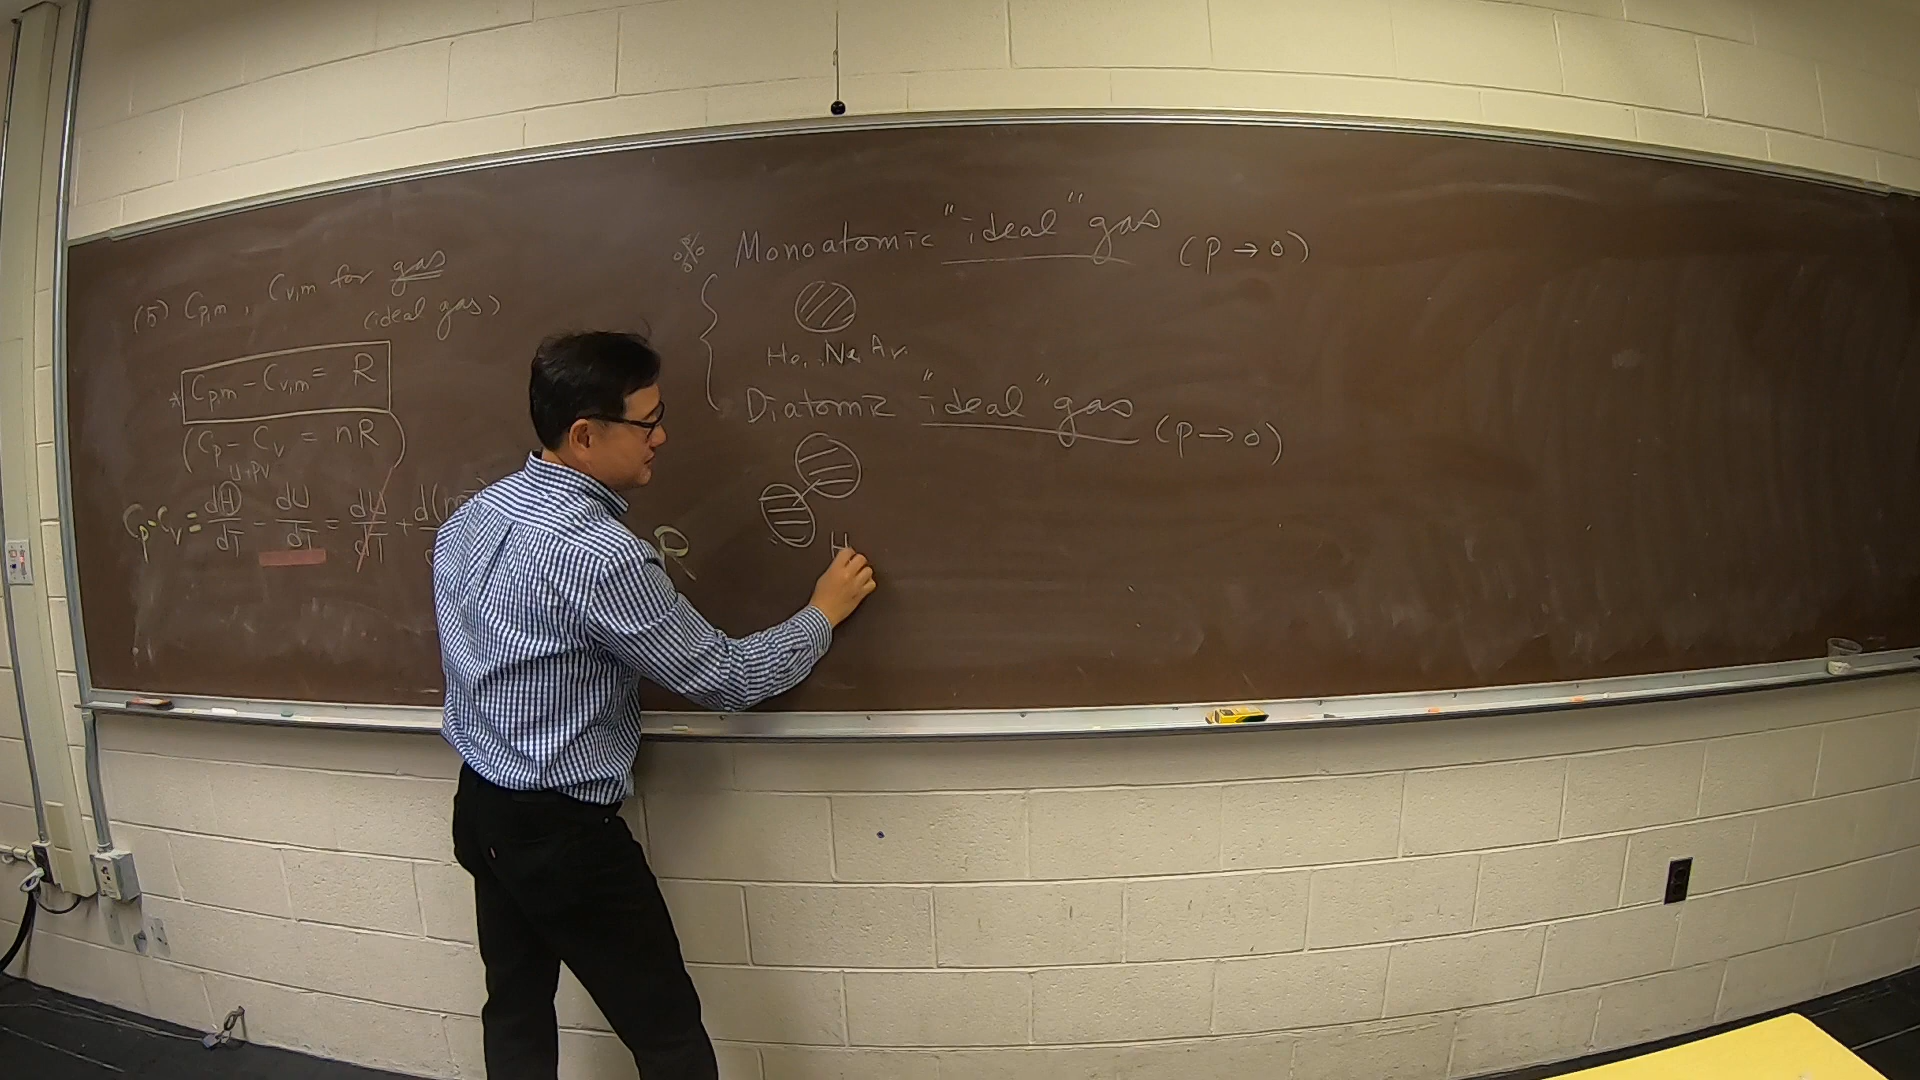 (5) Cp,m , Cv,m for gas
(ideal gas)
* Cp,m - Cv,m = R
(Cp - Cv = nR)
U+pV
Cp - Cv = dH/dT - dU/dT = dU/dT + d(n
R
※ Monoatomic "ideal" gas (p → 0)
He, Ne, Ar.
Diatomic "ideal" gas (p → 0)
H